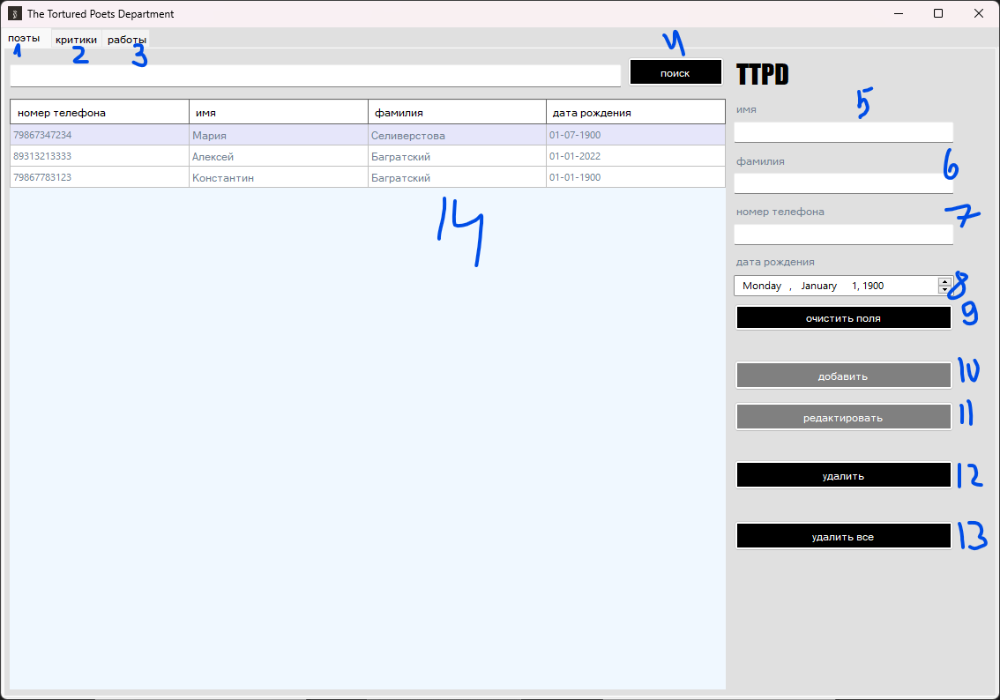 The Tortured Poets Department
поэты критики работы
1 2 3
4
поиск
TTPD
номер телефона имя фамилия дата рождения
79867347234 Мария Селиверстова 01-07-1900
89313213333 Алексей Багратский 01-01-2022
79867783123 Константин Багратский 01-01-1900
14
имя 5
фамилия 6
номер телефона 7
дата рождения
Monday , January 1, 1900 8
очистить поля 9
добавить 10
редактировать 11
удалить 12
удалить все 13